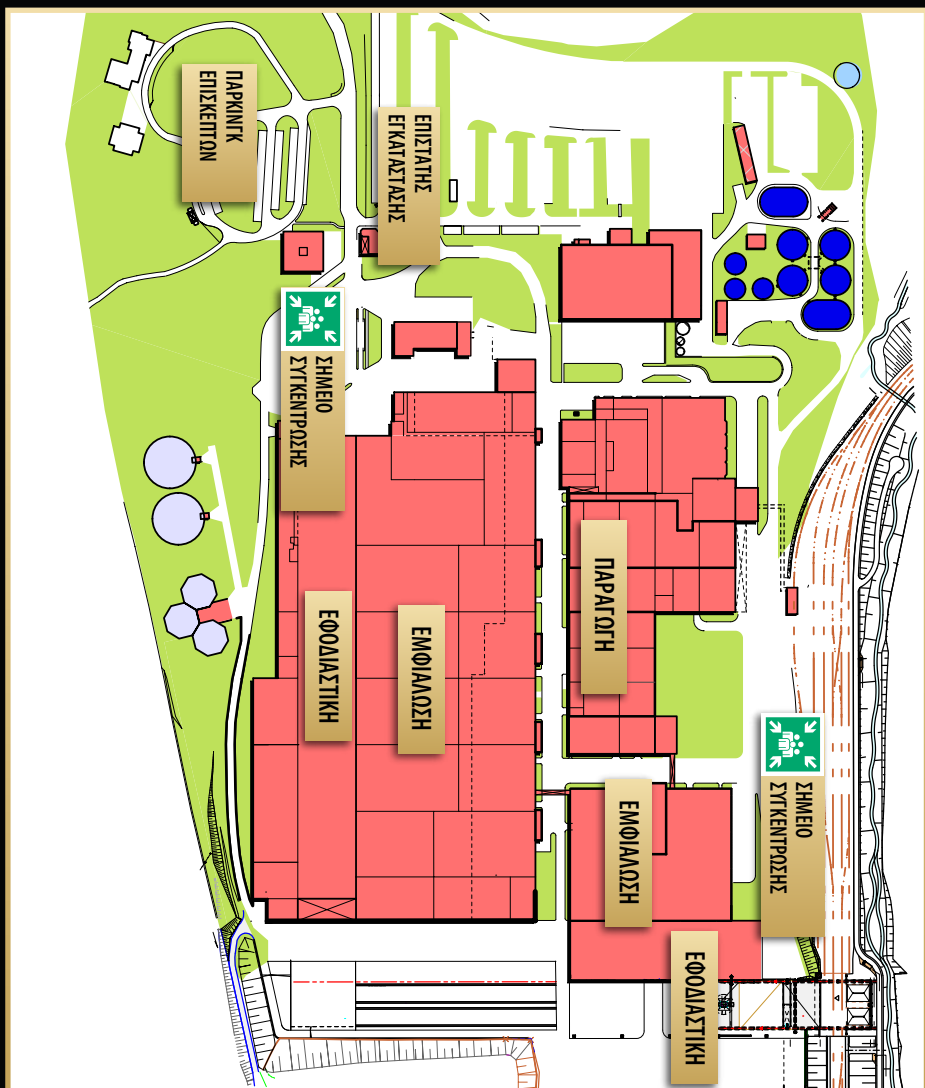 ΠΑΡΚΙΝΓΚ
ΕΠΙΣΚΕΠΤΩΝ
ΕΠΙΣΤΑΤΗΣ
ΕΓΚΑΤΑΣΤΑΣΗΣ
ΣΗΜΕΙΟ
ΣΥΓΚΕΝΤΡΩΣΗΣ
ΕΦΟΔΙΑΣΤΙΚΗ
ΕΜΦΙΑΛΩΣΗ
ΠΑΡΑΓΩΓΗ
ΕΜΦΙΑΛΩΣΗ
ΣΗΜΕΙΟ
ΣΥΓΚΕΝΤΡΩΣΗΣ
ΕΦΟΔΙΑΣΤΙΚΗ